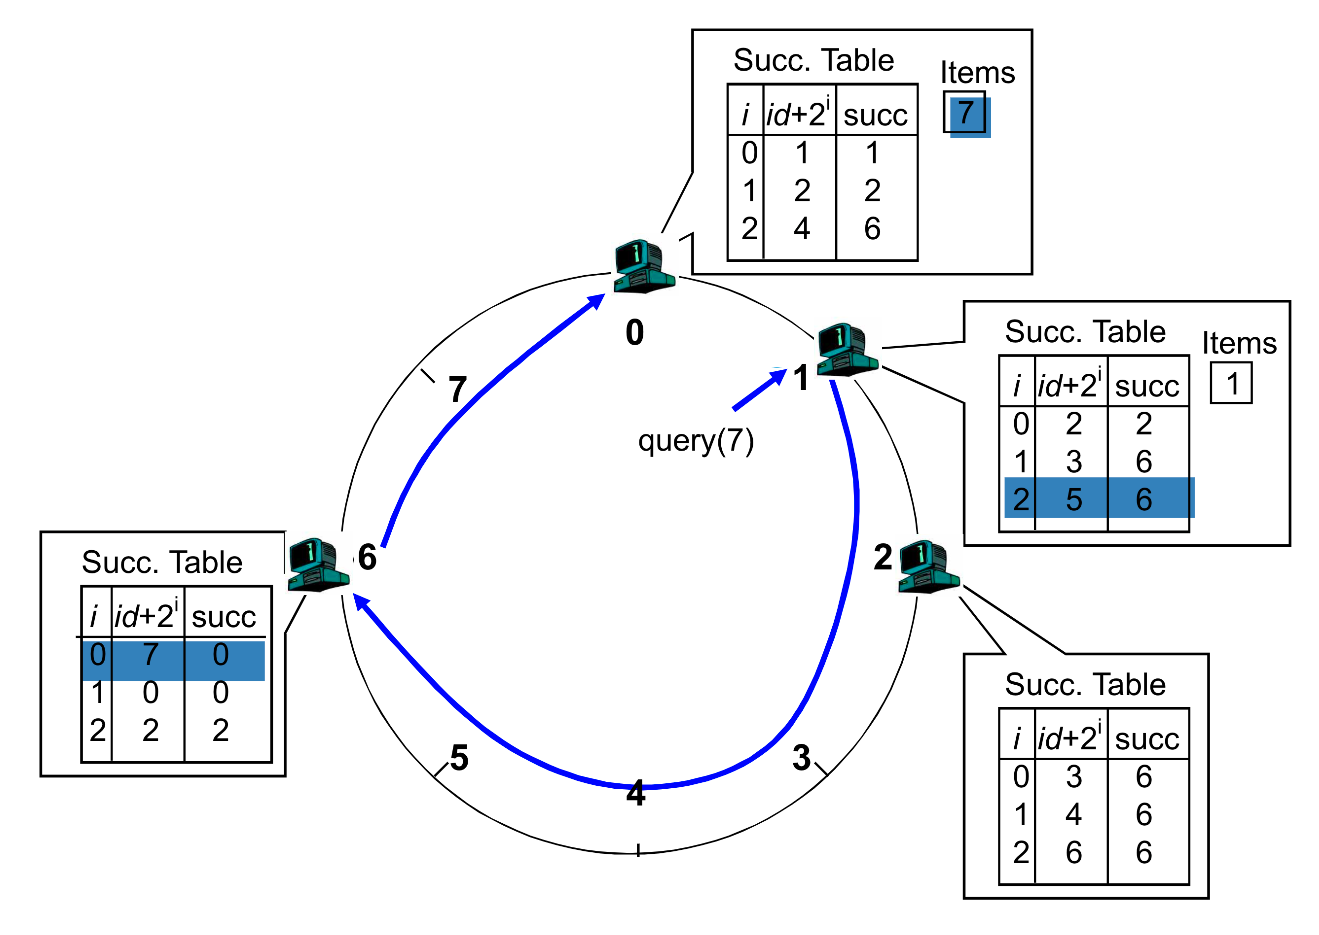 Succ. Table
Items
i id+2^i succ
7
0 1 1
1 2 2
2 4 6
0
Succ. Table
Items
i id+2^i succ
1
0 2 2
1 3 6
2 5 6
1
7
query(7)
Succ. Table
i id+2^i succ
0 7 0
1 0 0
2 2 2
6
2
Succ. Table
i id+2^i succ
0 3 6
1 4 6
2 6 6
5
3
4